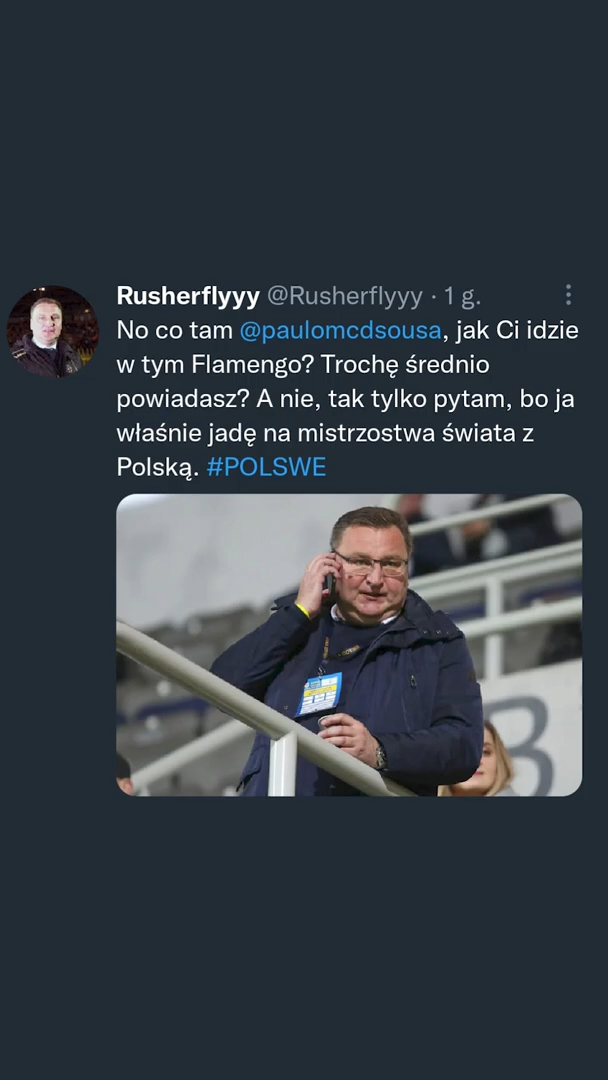 Rusherflyyy @Rusherflyyy · 1 g.
No co tam @paulomcdsousa, jak Ci idzie
w tym Flamengo? Trochę średnio
powiadasz? A nie, tak tylko pytam, bo ja
właśnie jadę na mistrzostwa świata z
Polską. #POLSWE